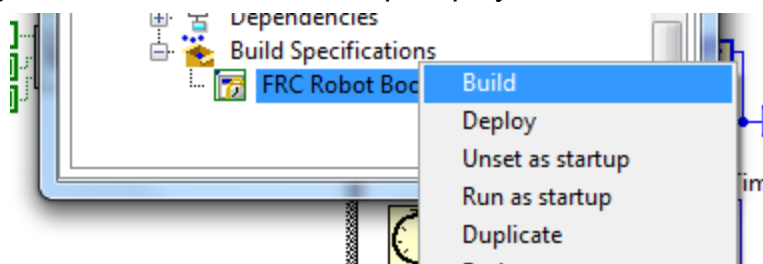 Dependencies
Build Specifications
FRC Robot Boo
Build
Deploy
Unset as startup
Run as startup
Duplicate